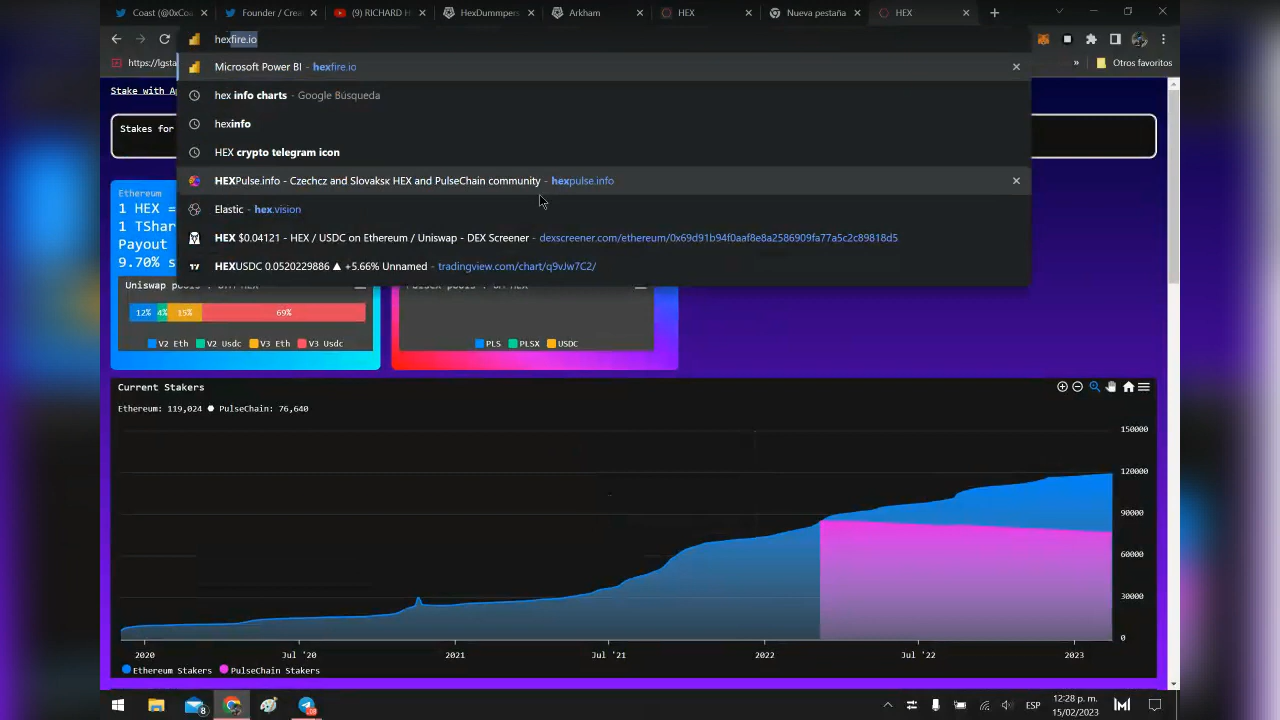 Coast (@0xCou
Founder / Crea
(9) RICHARD H
HexDummpers
Arkham
HEX
Nueva pestaña
HEX
hexfire.io
https://lgsta
Otros favoritos
Microsoft Power BI - hexfire.io
hex info charts - Google Búsqueda
hexinfo
HEX crypto telegram icon
HEXPulse.info - Czechcz and Slovaksк HEX and PulseChain community - hexpulse.info
Elastic - hex.vision
HEX $0.04121 - HEX / USDC on Ethereum / Uniswap - DEX Screener - dexscreener.com/ethereum/0x69d91b94f0aaf8e8a2586909fa77a5c2c89818d5
HEXUSDC 0.0520229886 ▲ +5.66% Unnamed - tradingview.com/chart/q9vJw7C2/
Stake with Ap
Stakes for
Ethereum
1 HEX =
1 TShar
Payout
9.70% s
12% 4% 15% 69%
V2 Eth V2 Usdc V3 Eth V3 Usdc
PLS PLSX USDC
Current Stakers
Ethereum: 119,024 ● PulseChain: 76,640
150000
120000
90000
60000
30000
0
2020 Jul '20 2021 Jul '21 2022 Jul '22 2023
Ethereum Stakers PulseChain Stakers
8
ESP
12:28 p. m.
15/02/2023